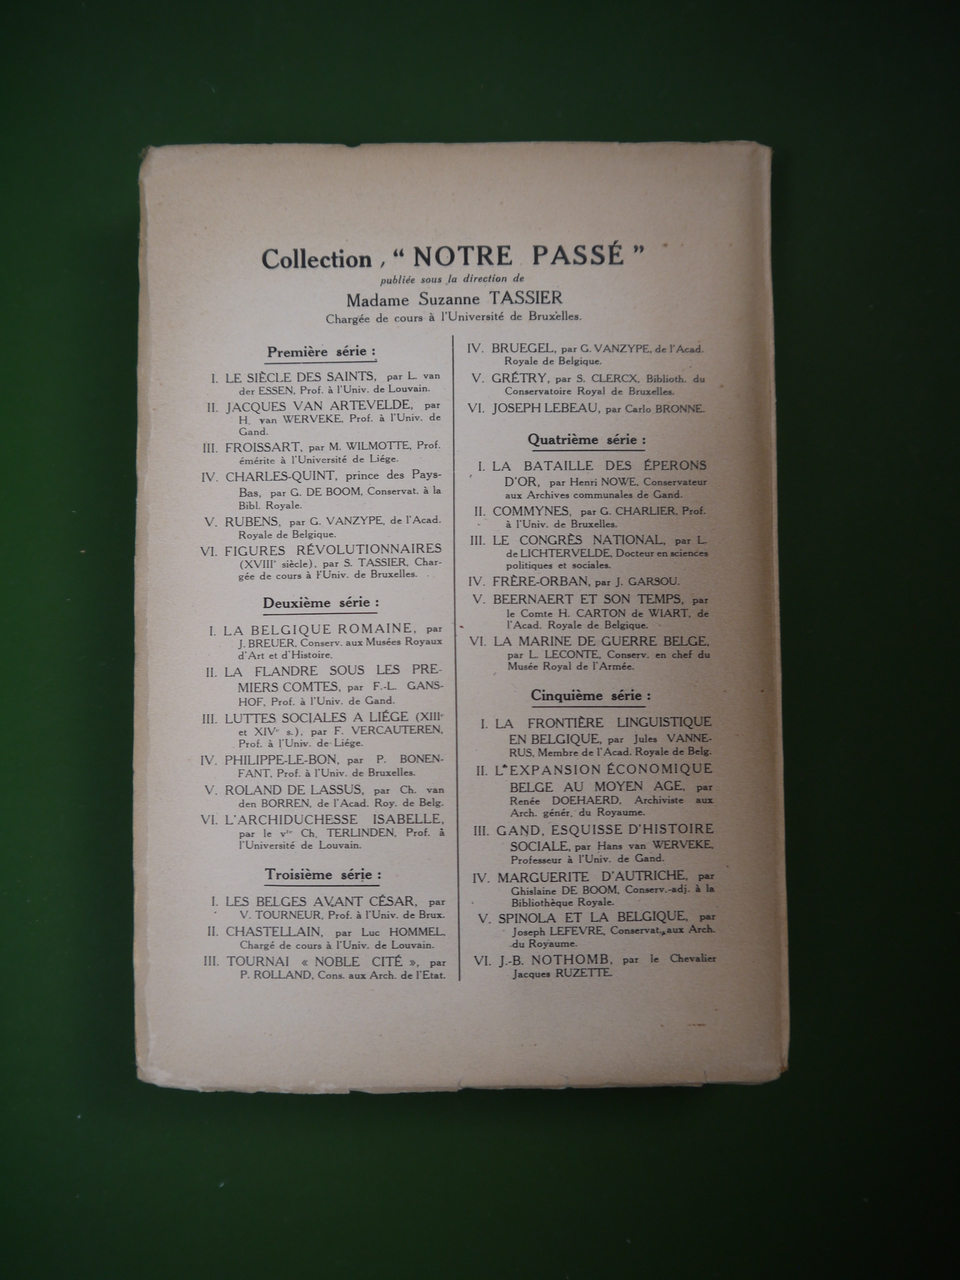 Collection, “ NOTRE PASSÉ ”
publiée sous la direction de
Madame Suzanne TASSIER
Chargée de cours à l'Université de Bruxelles.
Première série :
I. LE SIÈCLE DES SAINTS, par L. van
der ESSEN, Prof. à l'Univ. de Louvain.
II. JACQUES VAN ARTEVELDE, par
H. van WERVEKE, Prof. à l'Univ. de
Gand.
III. FROISSART, par M. WILMOTTE, Prof.
émérite à l'Université de Liége.
IV. CHARLES-QUINT, prince des Pays-
Bas, par G. DE BOOM, Conservat. à la
Bibl. Royale.
V. RUBENS, par G. VANZYPE, de l'Acad.
Royale de Belgique.
VI. FIGURES RÉVOLUTIONNAIRES
(XVIIIe siècle), par S. TASSIER, Char-
gée de cours à l'Univ. de Bruxelles.
Deuxième série :
I. LA BELGIQUE ROMAINE, par
J. BREUER, Conserv. aux Musées Royaux
d'Art et d'Histoire.
II. LA FLANDRE SOUS LES PRE-
MIERS COMTES, par F.-L. GANS-
HOF, Prof. à l'Univ. de Gand.
III. LUTTES SOCIALES A LIÉGE (XIIIe
et XIVe s.), par F. VERCAUTEREN,
Prof. à l'Univ. de Liége.
IV. PHILIPPE-LE-BON, par P. BONEN-
FANT, Prof. à l'Univ. de Bruxelles.
V. ROLAND DE LASSUS, par Ch. van
den BORREN, de l'Acad. Roy. de Belg.
VI. L'ARCHIDUCHESSE ISABELLE,
par le vte Ch. TERLINDEN, Prof. à
l'Université de Louvain.
Troisième série :
I. LES BELGES AVANT CÉSAR, par
V. TOURNEUR, Prof. à l'Univ. de Brux.
II. CHASTELLAIN, par Luc HOMMEL,
Chargé de cours à l'Univ. de Louvain.
III. TOURNAI « NOBLE CITÉ », par
P. ROLLAND, Cons. aux Arch. de l'Etat.
IV. BRUEGEL, par G. VANZYPE, de l'Acad.
Royale de Belgique.
V. GRÉTRY, par S. CLERCX, Biblioth. du
Conservatoire Royal de Bruxelles.
VI. JOSEPH LEBEAU, par Carlo BRONNE.
Quatrième série :
I. LA BATAILLE DES ÉPERONS
D'OR, par Henri NOWE, Conservateur
aux Archives communales de Gand.
II. COMMYNES, par G. CHARLIER, Prof.
à l'Univ. de Bruxelles.
III. LE CONGRÈS NATIONAL, par L.
de LICHTERVELDE, Docteur en sciences
politiques et sociales.
IV. FRÈRE-ORBAN, par J. GARSOU.
V. BEERNAERT ET SON TEMPS, par
le Comte H. CARTON de WIART, de
l'Acad. Royale de Belgique.
VI. LA MARINE DE GUERRE BELGE,
par L. LECONTE, Conserv. en chef du
Musée Royal de l'Armée.
Cinquième série :
I. LA FRONTIÈRE LINGUISTIQUE
EN BELGIQUE, par Jules VANNE-
RUS, Membre de l'Acad. Royale de Belg.
II. L'EXPANSION ÉCONOMIQUE
BELGE AU MOYEN AGE, par
Renée DOEHAERD, Archiviste aux
Arch. génér. du Royaume.
III. GAND, ESQUISSE D'HISTOIRE
SOCIALE, par Hans van WERVEKE,
Professeur à l'Univ. de Gand.
IV. MARGUERITE D'AUTRICHE, par
Ghislaine DE BOOM, Conserv.-adj. à la
Bibliothèque Royale.
V. SPINOLA ET LA BELGIQUE, par
Joseph LEFEVRE, Conservat. aux Arch.
du Royaume.
VI. J.-B. NOTHOMB, par le Chevalier
Jacques RUZETTE.